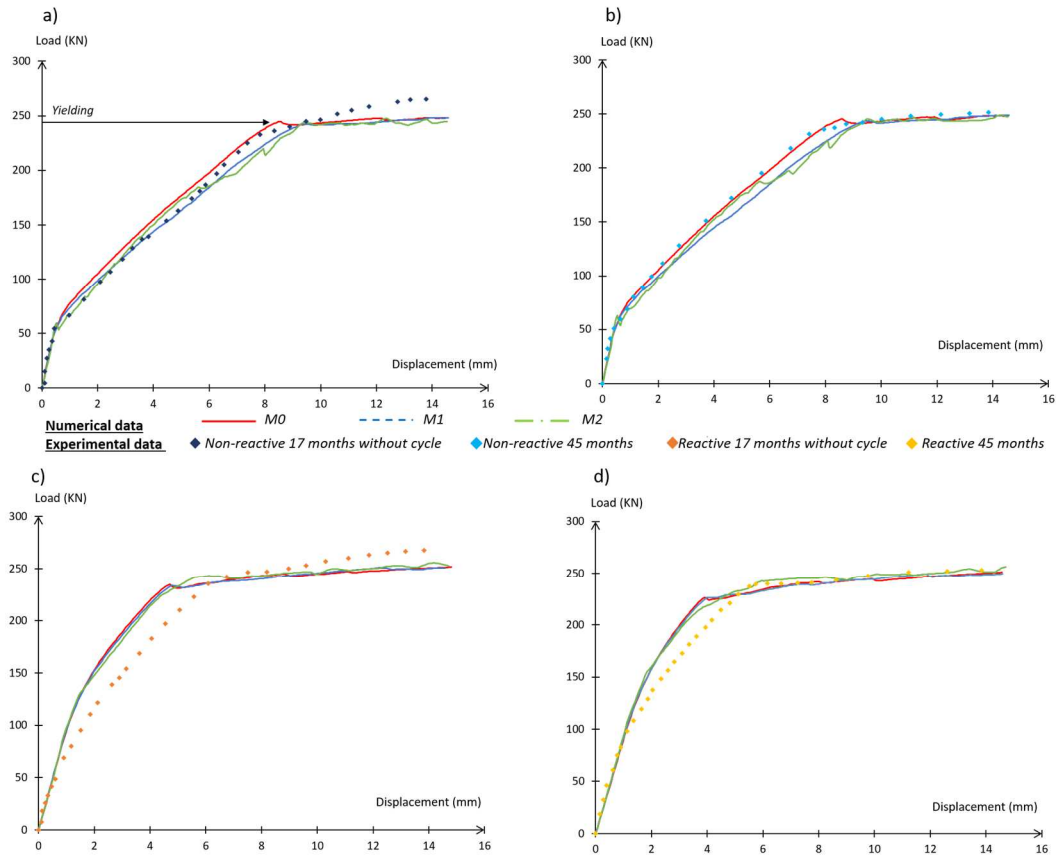 a)
Load (KN)
300
250
200
150
100
50
0
Yielding
Displacement (mm)
0 2 4 6 8 10 12 14 16
b)
Load (KN)
300
250
200
150
100
50
0
Displacement (mm)
0 2 4 6 8 10 12 14 16
Numerical data M0 M1 M2
Experimental data Non-reactive 17 months without cycle Non-reactive 45 months Reactive 17 months without cycle Reactive 45 months
c)
Load (KN)
300
250
200
150
100
50
0
Displacement (mm)
0 2 4 6 8 10 12 14 16
d)
Load (KN)
300
250
200
150
100
50
0
Displacement (mm)
0 2 4 6 8 10 12 14 16